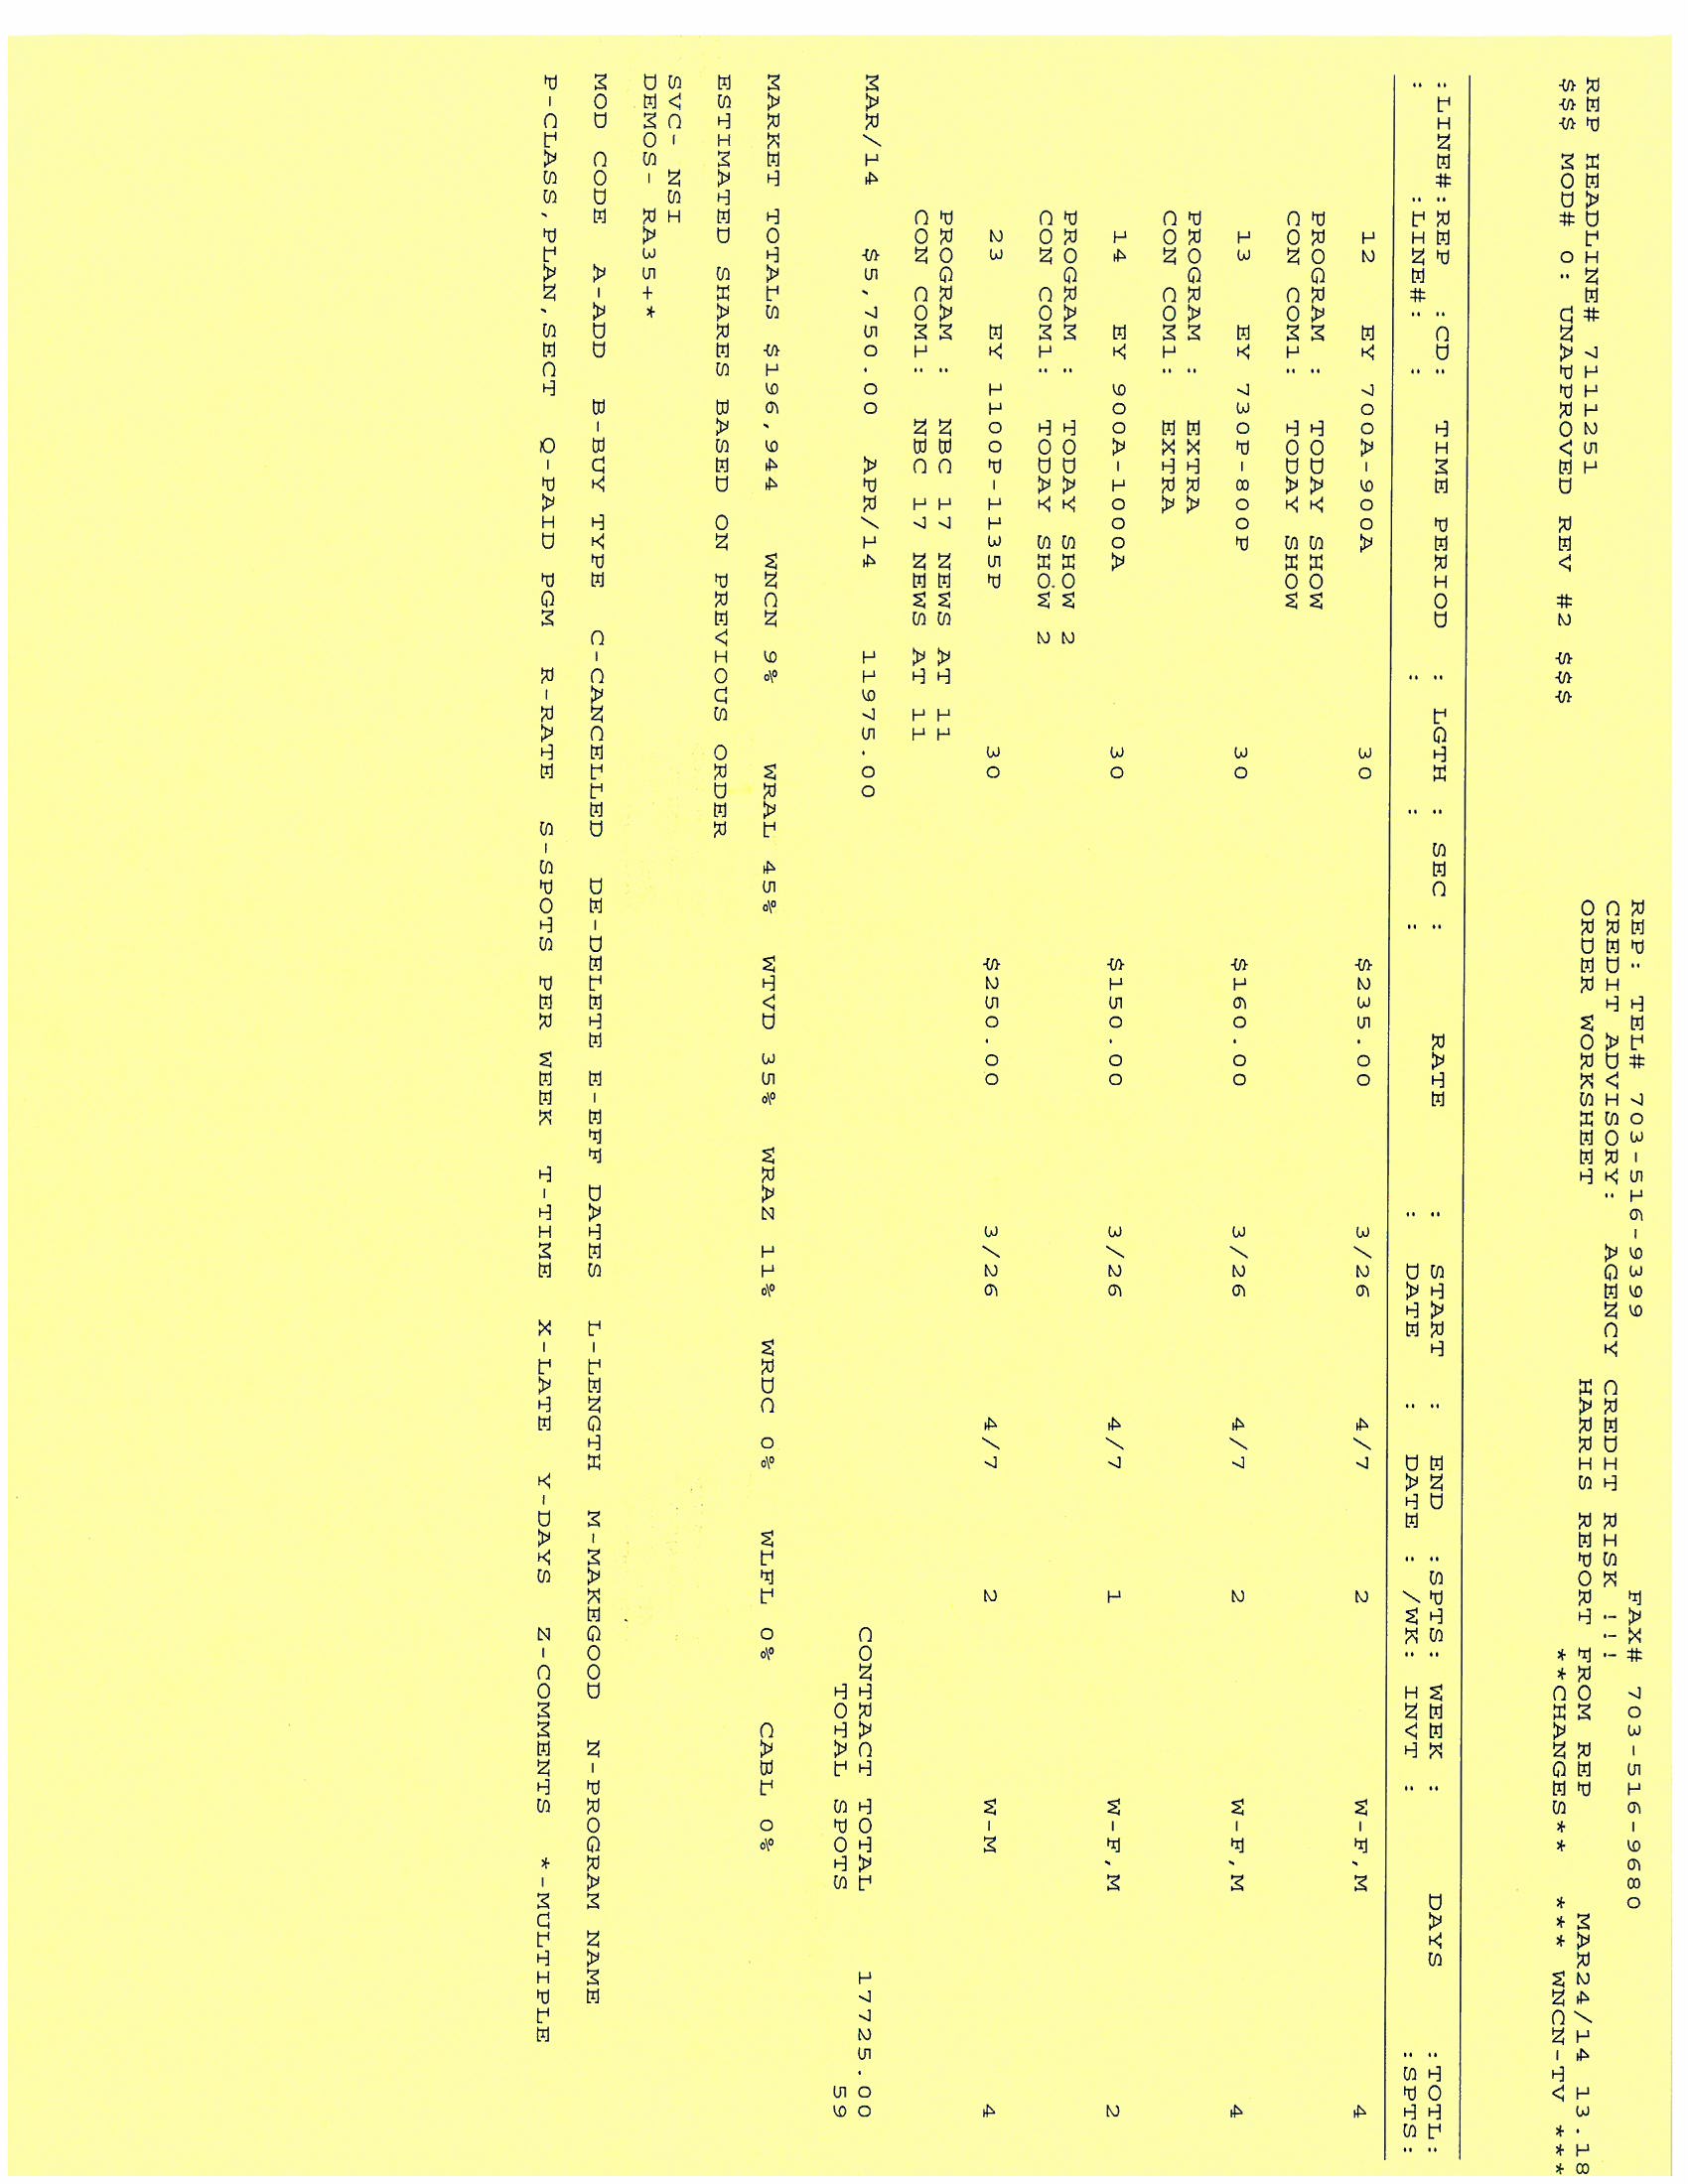 REP: TEL# 703-516-9399 FAX# 703-516-9680
CREDIT ADVISORY: AGENCY CREDIT RISK !!!
REP HEADLINE# 7111251 ORDER WORKSHEET HARRIS REPORT FROM REP MAR24/14 13.18
$$$ MOD# 0: UNAPPROVED REV #2 $$$ **CHANGES** *** WNCN-TV ***
:LINE#:REP :CD: TIME PERIOD : LGTH : SEC : RATE : START : END :SPTS: WEEK : DAYS :TOTL:
: :LINE#: : : : : : DATE : DATE : /WK: INVT : :SPTS:
12 EY 700A-900A 30 $235.00 3/26 4/7 2 W-F,M 4
PROGRAM : TODAY SHOW
CON COM1: TODAY SHOW
13 EY 730P-800P 30 $160.00 3/26 4/7 2 W-F,M 4
PROGRAM : EXTRA
CON COM1: EXTRA
14 EY 900A-1000A 30 $150.00 3/26 4/7 1 W-F,M 2
PROGRAM : TODAY SHOW 2
CON COM1: TODAY SHOW 2
23 EY 1100P-1135P 30 $250.00 3/26 4/7 2 W-M 4
PROGRAM : NBC 17 NEWS AT 11
CON COM1: NBC 17 NEWS AT 11
MAR/14 $5,750.00 APR/14 11975.00 CONTRACT TOTAL 17725.00
TOTAL SPOTS 59
MARKET TOTALS $196,944 WNCN 9% WRAL 45% WTVD 35% WRAZ 11% WRDC 0% WLFL 0% CABL 0%
ESTIMATED SHARES BASED ON PREVIOUS ORDER
SVC- NSI
DEMOS- RA35+*
MOD CODE A-ADD B-BUY TYPE C-CANCELLED DE-DELETE E-EFF DATES L-LENGTH M-MAKEGOOD N-PROGRAM NAME
P-CLASS,PLAN,SECT Q-PAID PGM R-RATE S-SPOTS PER WEEK T-TIME X-LATE Y-DAYS Z-COMMENTS *-MULTIPLE